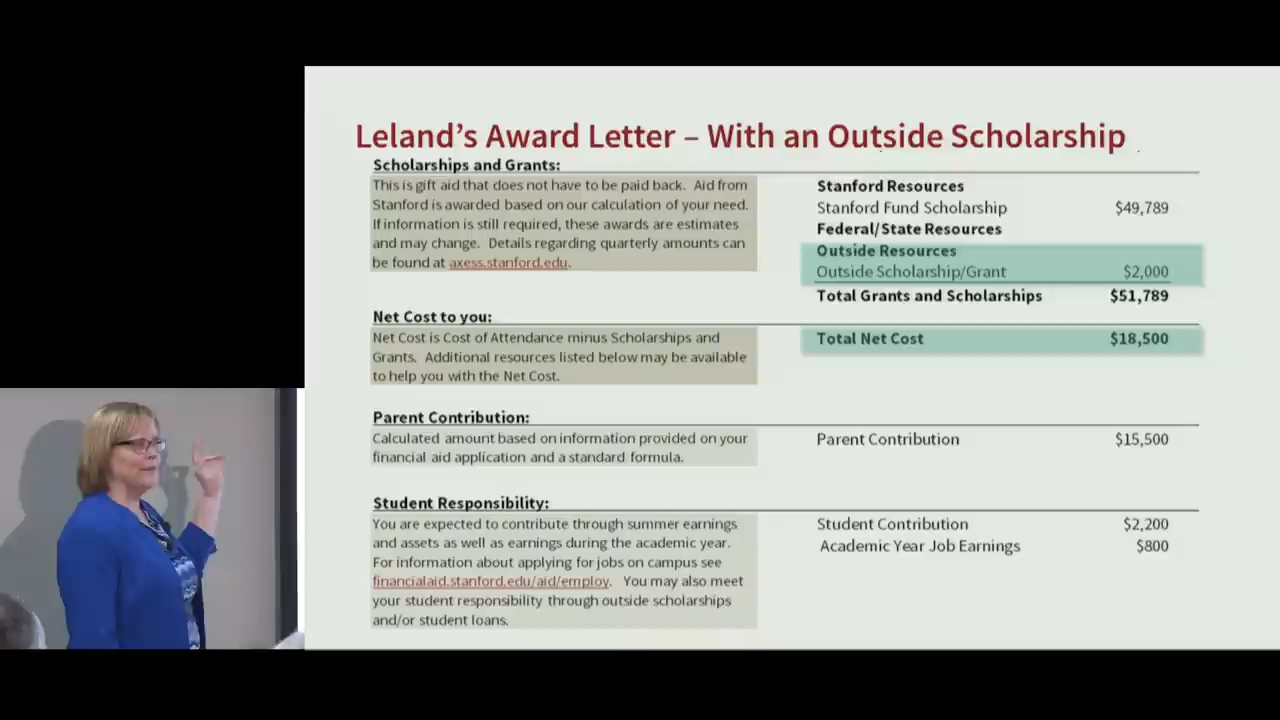 Leland's Award Letter – With an Outside Scholarship
Scholarships and Grants:
This is gift aid that does not have to be paid back. Aid from
Stanford is awarded based on our calculation of your need.
If information is still required, these awards are estimates
and may change. Details regarding quarterly amounts can
be found at axess.stanford.edu.
Stanford Resources
Stanford Fund Scholarship $49,789
Federal/State Resources
Outside Resources
Outside Scholarship/Grant $2,000
Total Grants and Scholarships $51,789
Net Cost to you:
Net Cost is Cost of Attendance minus Scholarships and
Grants. Additional resources listed below may be available
to help you with the Net Cost.
Total Net Cost $18,500
Parent Contribution:
Calculated amount based on information provided on your
financial aid application and a standard formula.
Parent Contribution $15,500
Student Responsibility:
You are expected to contribute through summer earnings
and assets as well as earnings during the academic year.
For information about applying for jobs on campus see
financialaid.stanford.edu/aid/employ. You may also meet
your student responsibility through outside scholarships
and/or student loans.
Student Contribution $2,200
Academic Year Job Earnings $800